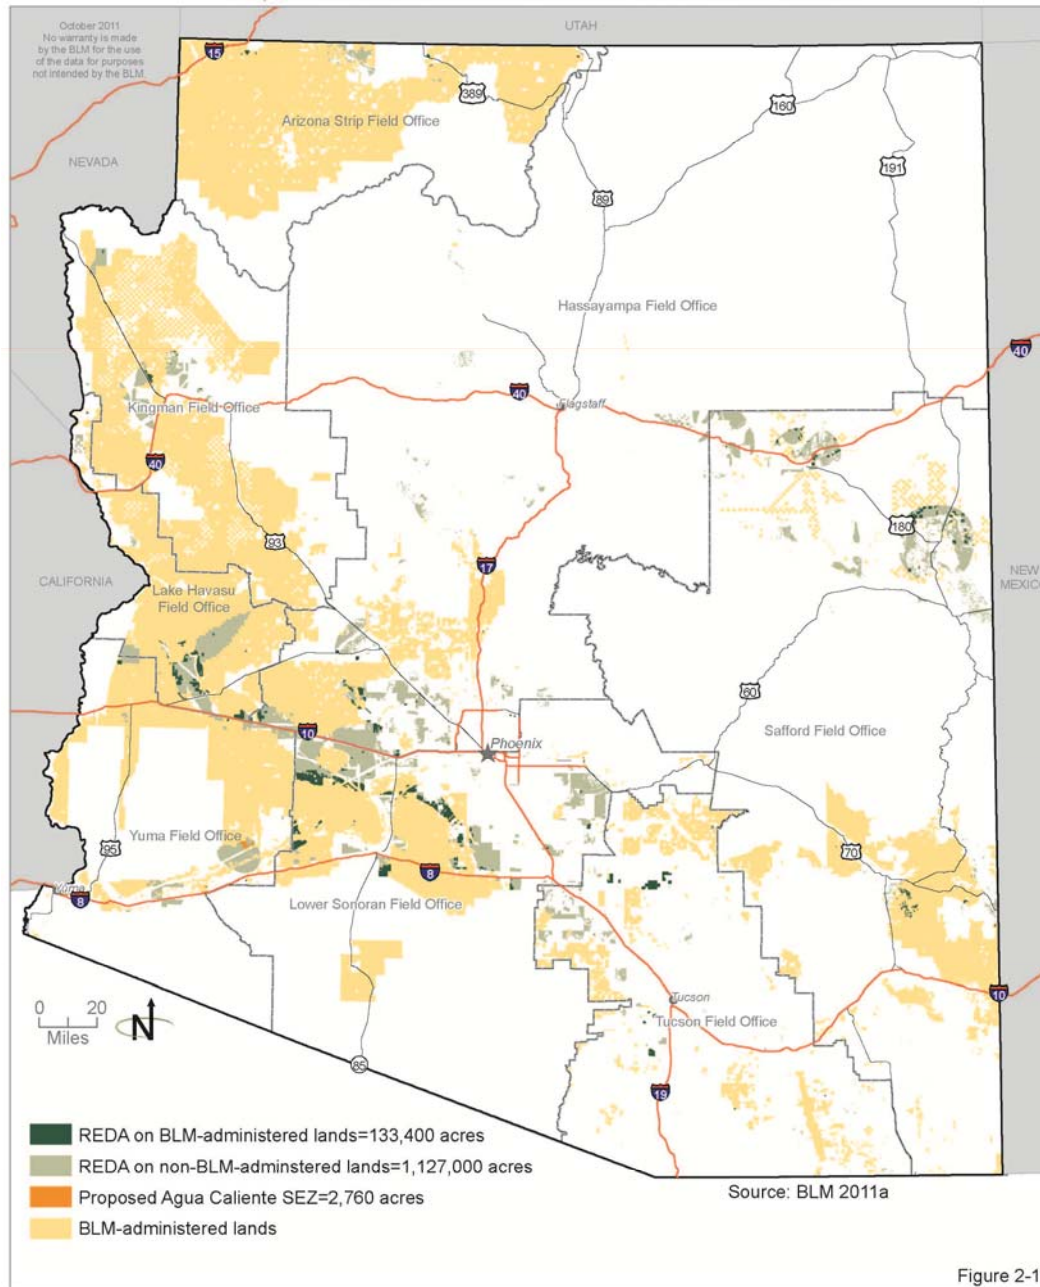 October 2011
No warranty is made
by the BLM for the use
of the data for purposes
not intended by the BLM.
UTAH
15
389
160
Arizona Strip Field Office
NEVADA
191
89
Hassayampa Field Office
40
40
Flagstaff
Kingman Field Office
40
180
93
17
CALIFORNIA
NEW
MEXICO
Lake Havasu
Field Office
60
Safford Field Office
10
Phoenix
Yuma Field Office
95
70
8
Yuma
8
Lower Sonoran Field Office
10
0 20
Miles
N
Tucson
Tucson Field Office
85
19
REDA on BLM-administered lands=133,400 acres
REDA on non-BLM-adminstered lands=1,127,000 acres
Proposed Agua Caliente SEZ=2,760 acres
BLM-administered lands
Source: BLM 2011a
Figure 2-1